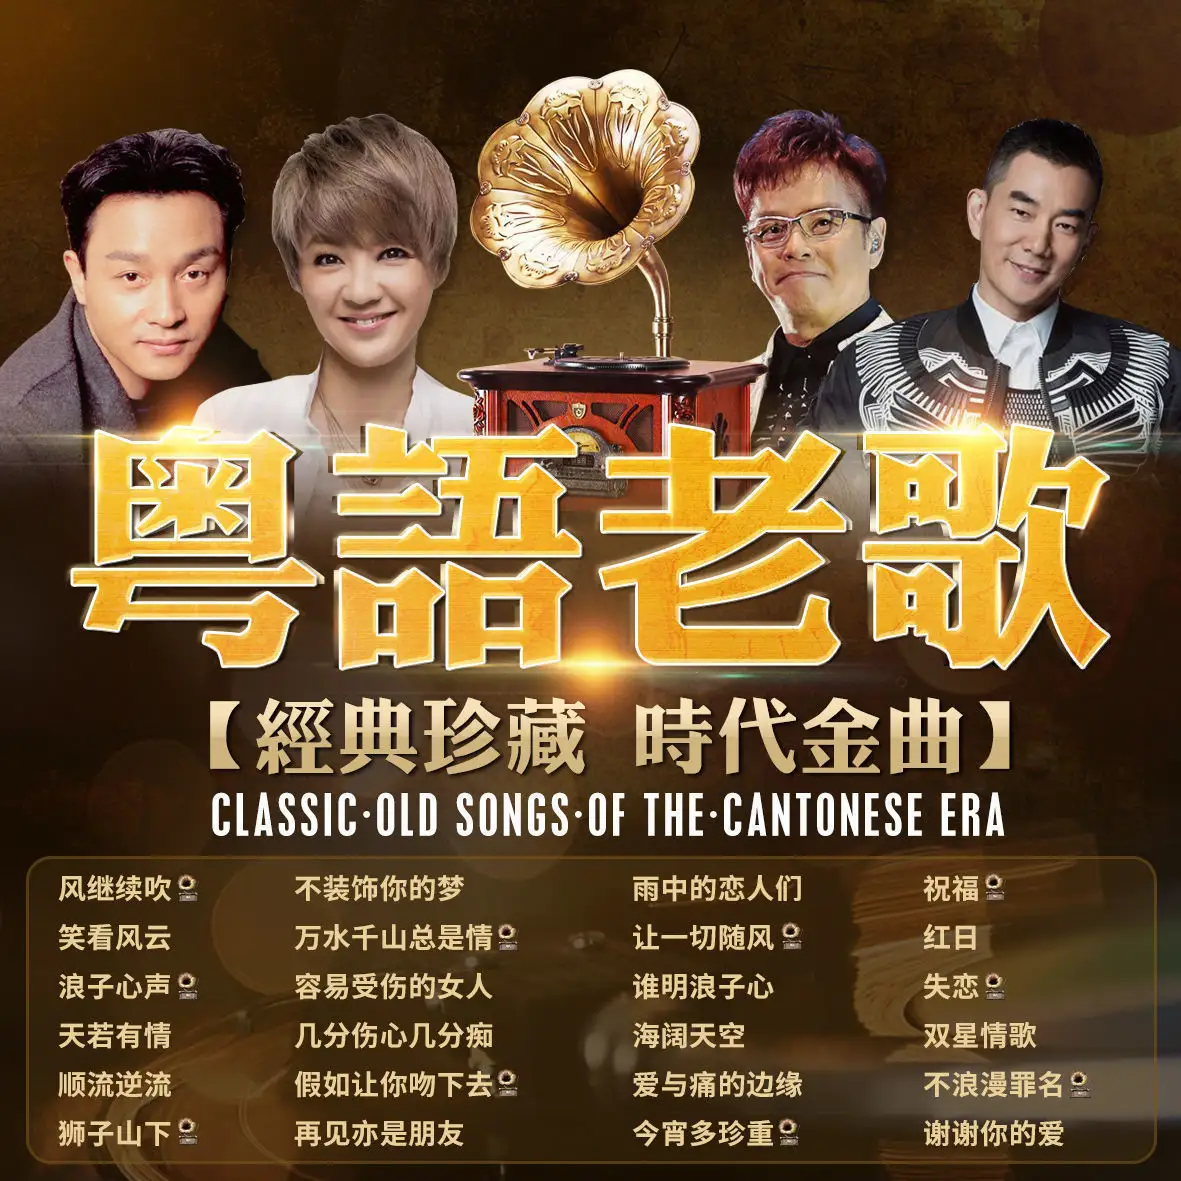 粤語老歌
【經典珍藏 時代金曲】
CLASSIC·OLD SONGS·OF THE·CANTONESE ERA
风继续吹 不装饰你的梦 雨中的恋人们 祝福
笑看风云 万水千山总是情 让一切随风 红日
浪子心声 容易受伤的女人 谁明浪子心 失恋
天若有情 几分伤心几分痴 海阔天空 双星情歌
顺流逆流 假如让你吻下去 爱与痛的边缘 不浪漫罪名
狮子山下 再见亦是朋友 今宵多珍重 谢谢你的爱